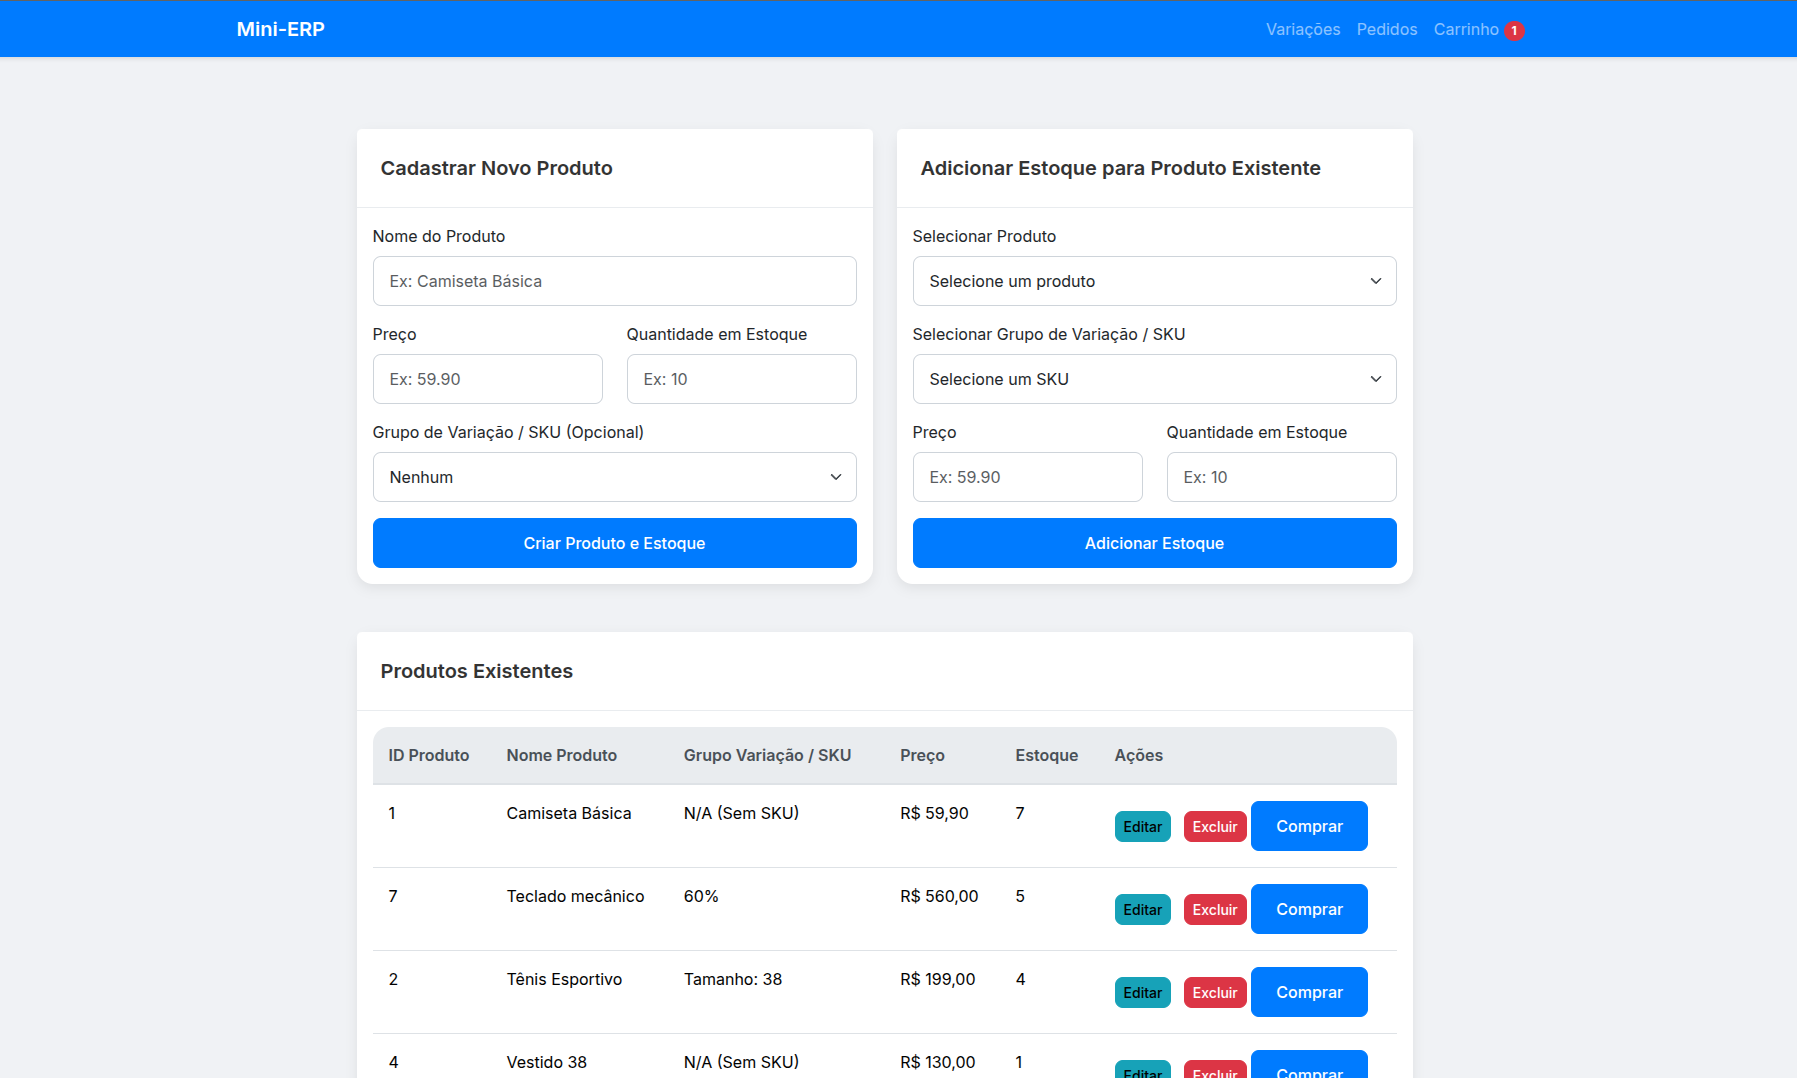 Mini-ERP
Variações Pedidos Carrinho 1
Cadastrar Novo Produto
Nome do Produto
Ex: Camiseta Básica
Preço Quantidade em Estoque
Ex: 59.90 Ex: 10
Grupo de Variação / SKU (Opcional)
Nenhum
Criar Produto e Estoque
Adicionar Estoque para Produto Existente
Selecionar Produto
Selecione um produto
Selecionar Grupo de Variação / SKU
Selecione um SKU
Preço Quantidade em Estoque
Ex: 59.90 Ex: 10
Adicionar Estoque
Produtos Existentes
ID Produto Nome Produto Grupo Variação / SKU Preço Estoque Ações
1 Camiseta Básica N/A (Sem SKU) R$ 59,90 7 Editar Excluir Comprar
7 Teclado mecânico 60% R$ 560,00 5 Editar Excluir Comprar
2 Tênis Esportivo Tamanho: 38 R$ 199,00 4 Editar Excluir Comprar
4 Vestido 38 N/A (Sem SKU) R$ 130,00 1 Editar Excluir Comprar